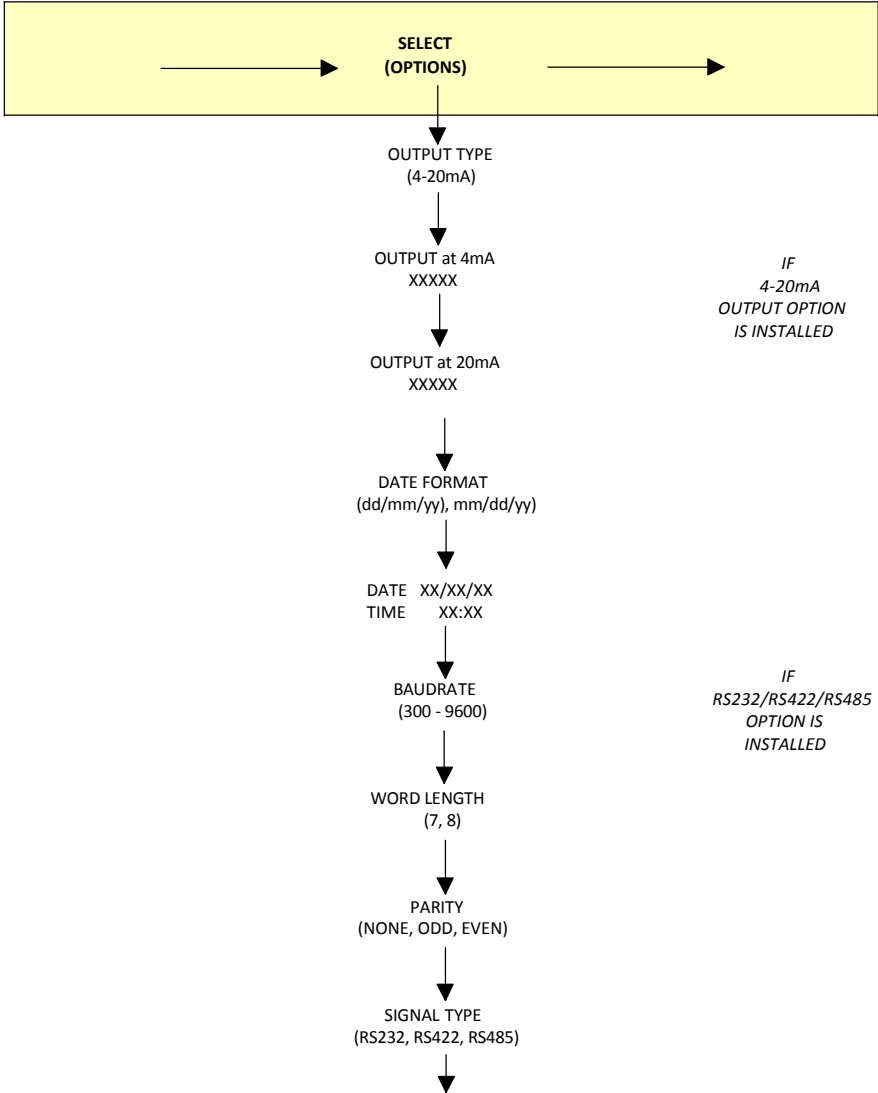 SELECT
(OPTIONS)
OUTPUT TYPE
(4-20mA)
OUTPUT at 4mA
XXXXX
IF
4-20mA
OUTPUT OPTION
IS INSTALLED
OUTPUT at 20mA
XXXXX
DATE FORMAT
(dd/mm/yy), mm/dd/yy)
DATE XX/XX/XX
TIME XX:XX
BAUDRATE
(300 - 9600)
IF
RS232/RS422/RS485
OPTION IS
INSTALLED
WORD LENGTH
(7, 8)
PARITY
(NONE, ODD, EVEN)
SIGNAL TYPE
(RS232, RS422, RS485)